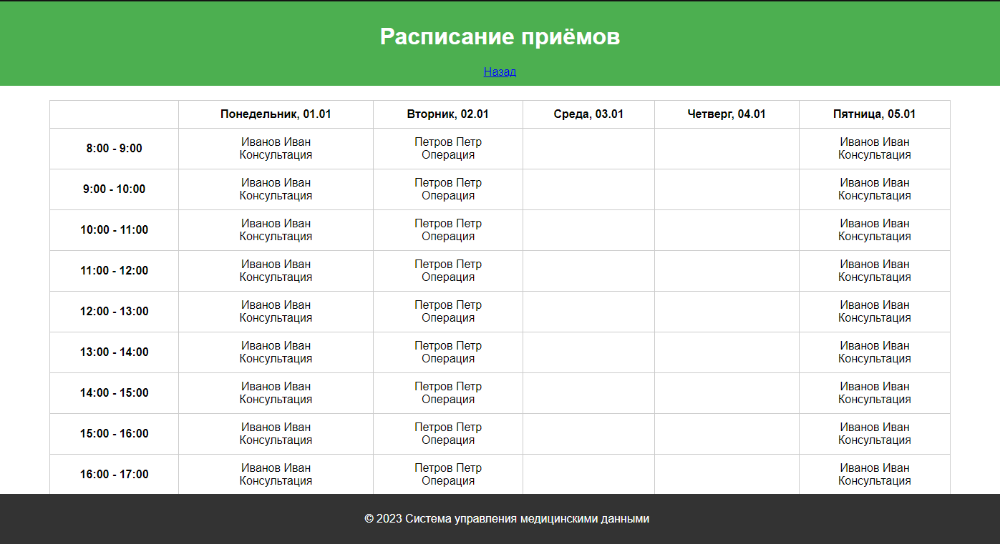 Расписание приёмов
Назад
Понедельник, 01.01 Вторник, 02.01 Среда, 03.01 Четверг, 04.01 Пятница, 05.01
8:00 - 9:00 Иванов Иван Петров Петр Иванов Иван
Консультация Операция Консультация
9:00 - 10:00 Иванов Иван Петров Петр Иванов Иван
Консультация Операция Консультация
10:00 - 11:00 Иванов Иван Петров Петр Иванов Иван
Консультация Операция Консультация
11:00 - 12:00 Иванов Иван Петров Петр Иванов Иван
Консультация Операция Консультация
12:00 - 13:00 Иванов Иван Петров Петр Иванов Иван
Консультация Операция Консультация
13:00 - 14:00 Иванов Иван Петров Петр Иванов Иван
Консультация Операция Консультация
14:00 - 15:00 Иванов Иван Петров Петр Иванов Иван
Консультация Операция Консультация
15:00 - 16:00 Иванов Иван Петров Петр Иванов Иван
Консультация Операция Консультация
16:00 - 17:00 Иванов Иван Петров Петр Иванов Иван
Консультация Операция Консультация
© 2023 Система управления медицинскими данными